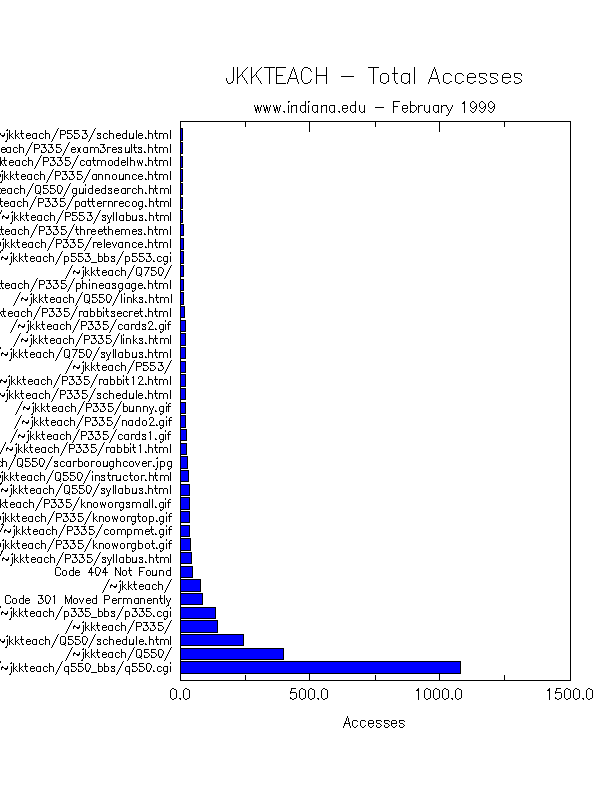 JKKTEACH - Total Accesses
www.indiana.edu - February 1999
~jkkteach/P553/schedule.html
each/P335/exam3results.html
kteach/P335/catmodelhw.html
jkkteach/P335/announce.html
each/Q550/guidedsearch.html
teach/P335/patternrecog.html
/~jkkteach/P553/syllabus.html
teach/P335/threethemes.html
jkkteach/P335/relevance.html
~jkkteach/p553_bbs/p553.cgi
/~jkkteach/Q750/
teach/P335/phineasgage.html
/~jkkteach/Q550/links.html
kteach/P335/rabbitsecret.html
/~jkkteach/P335/cards2.gif
/~jkkteach/P335/links.html
/~jkkteach/Q750/syllabus.html
/~jkkteach/P553/
~jkkteach/P335/rabbit12.html
~jkkteach/P335/schedule.html
/~jkkteach/P335/bunny.gif
/~jkkteach/P335/nado2.gif
/~jkkteach/P335/cards1.gif
/~jkkteach/P335/rabbit1.html
h/Q550/scarboroughcover.jpg
jkkteach/Q550/instructor.html
~jkkteach/Q550/syllabus.html
kteach/P335/knoworgsmall.gif
jkkteach/P335/knoworgtop.gif
/~jkkteach/P335/compmet.gif
jkkteach/P335/knoworgbot.gif
/~jkkteach/P335/syllabus.html
Code 404 Not Found
/~jkkteach/
Code 301 Moved Permanently
~jkkteach/p335_bbs/p335.cgi
/~jkkteach/P335/
~jkkteach/Q550/schedule.html
/~jkkteach/Q550/
~jkkteach/q550_bbs/q550.cgi
0.0 500.0 1000.0 1500.0
Accesses